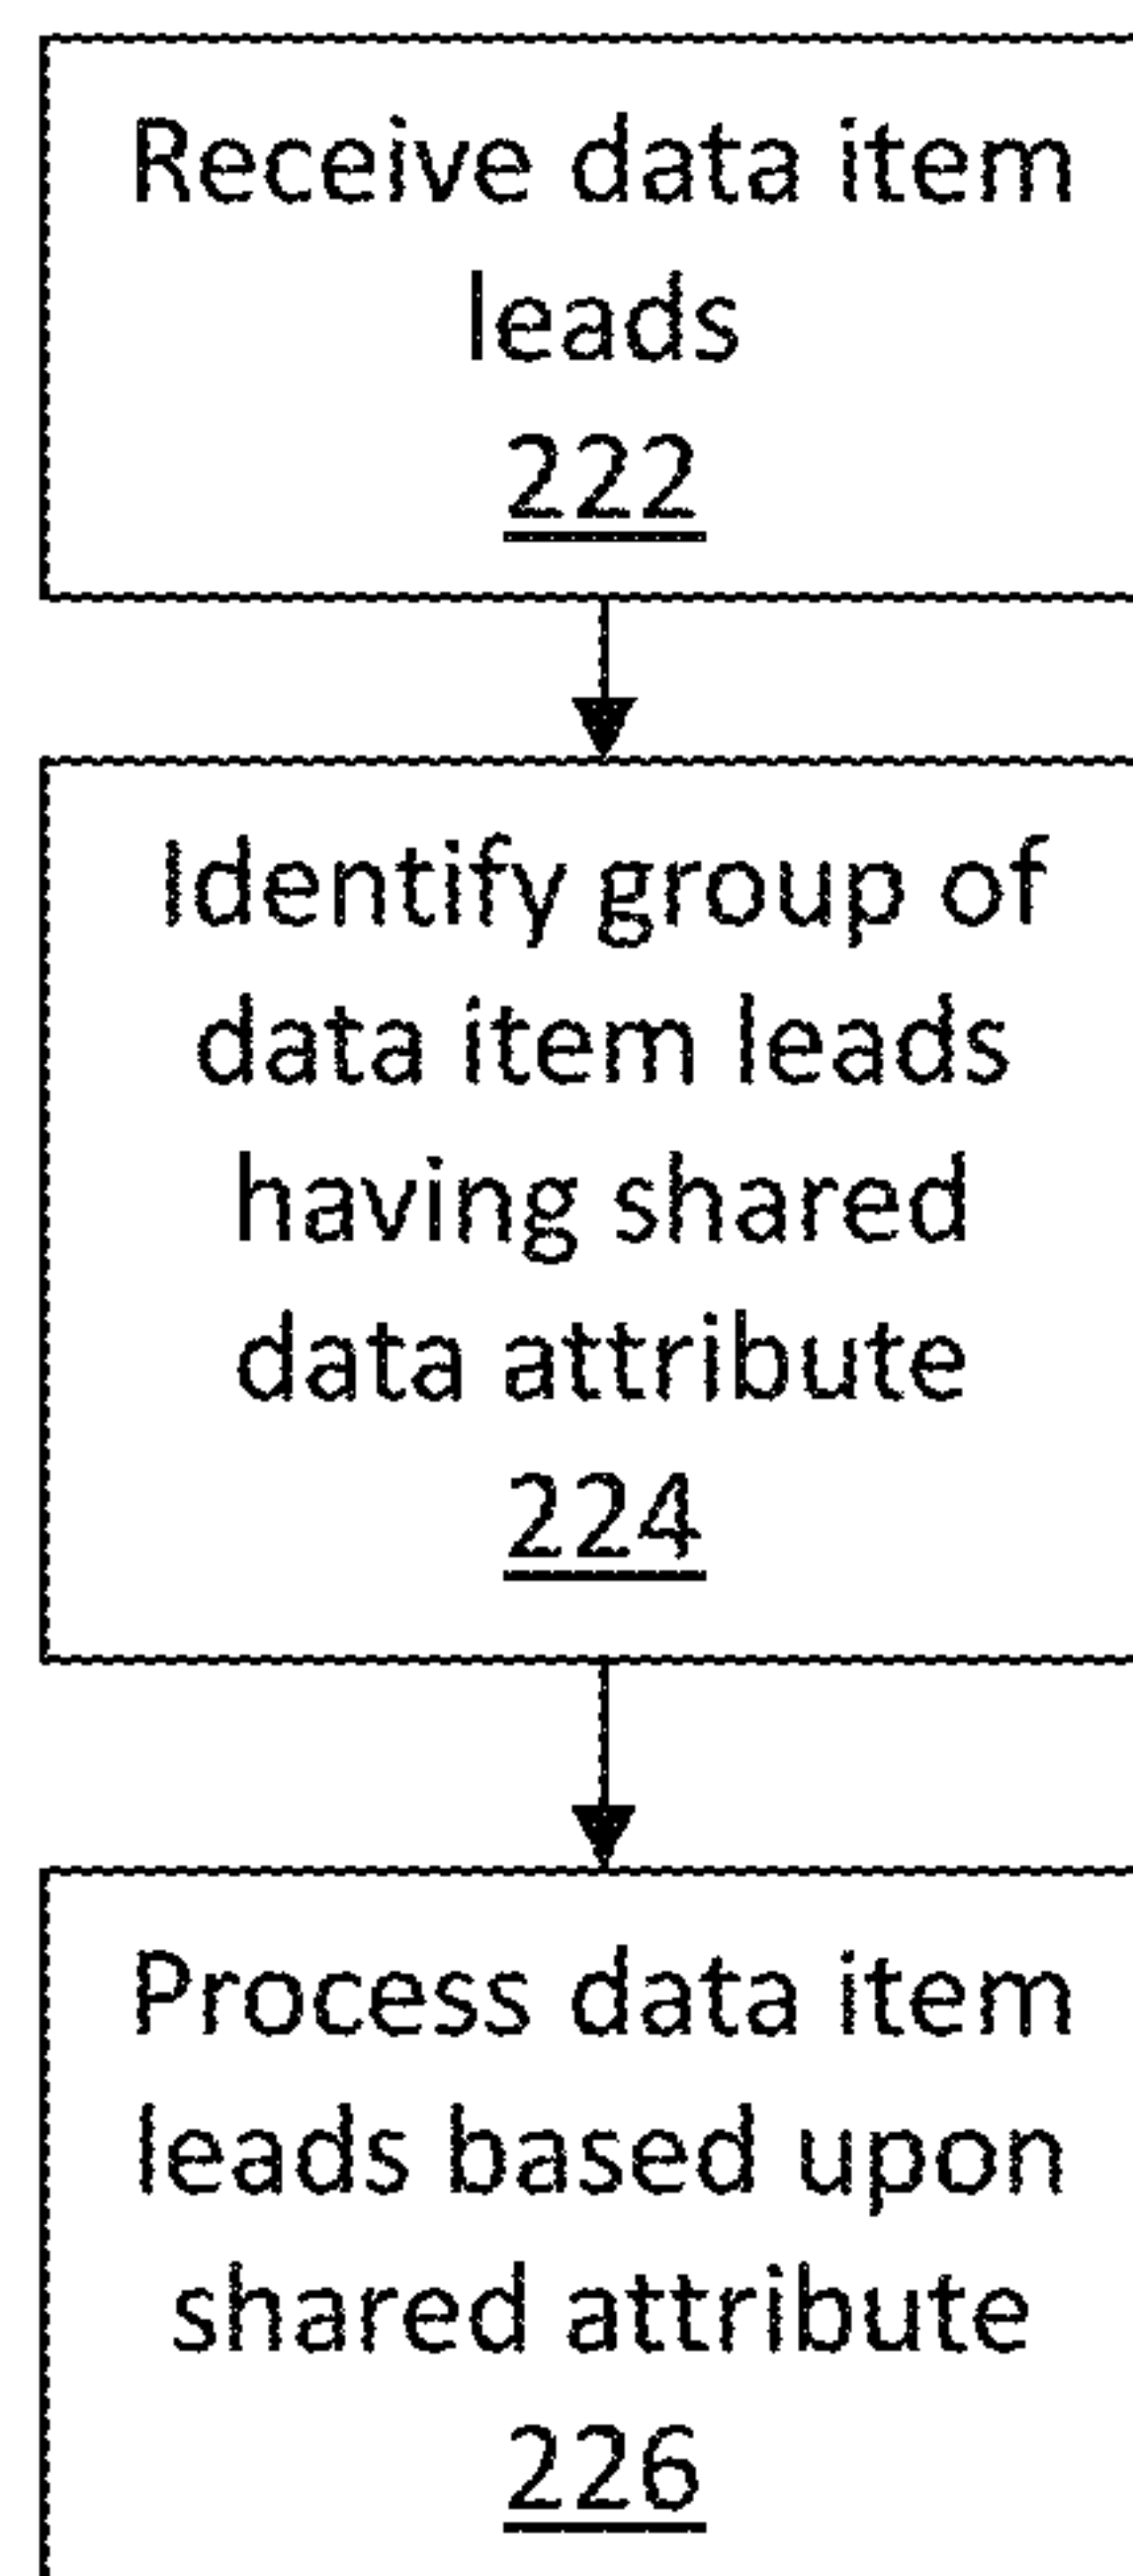 Receive data item
leads
222
Identify group of
data item leads
having shared
data attribute
224
Process data item
leads based upon
shared attribute
226